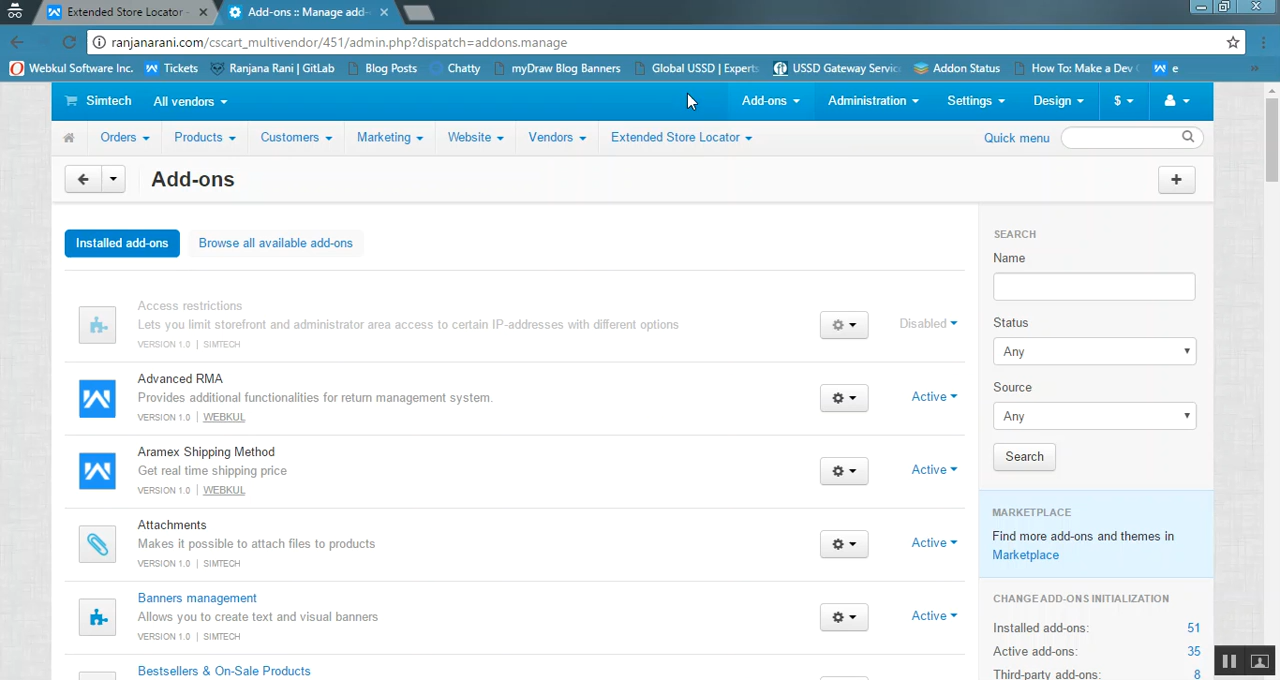 Extended Store Locator -
Add-ons :: Manage add-
ranjanarani.com/cscart_multivendor/451/admin.php?dispatch=addons.manage
Webkul Software Inc. Tickets Ranjana Rani | GitLab Blog Posts Chatty myDraw Blog Banners Global USSD | Experts USSD Gateway Servic Addon Status How To: Make a Dev e »
Simtech All vendors Add-ons Administration Settings Design $
Orders Products Customers Marketing Website Vendors Extended Store Locator Quick menu
Add-ons
+
Installed add-ons Browse all available add-ons
Access restrictions
Lets you limit storefront and administrator area access to certain IP-addresses with different options
VERSION 1.0 | SIMTECH
Disabled
Advanced RMA
Provides additional functionalities for return management system.
VERSION 1.0 | WEBKUL
Active
Aramex Shipping Method
Get real time shipping price
VERSION 1.0 | WEBKUL
Active
Attachments
Makes it possible to attach files to products
VERSION 1.0 | SIMTECH
Active
Banners management
Allows you to create text and visual banners
VERSION 1.0 | SIMTECH
Active
Bestsellers & On-Sale Products
SEARCH
Name
Status
Any
Source
Any
Search
MARKETPLACE
Find more add-ons and themes in
Marketplace
CHANGE ADD-ONS INITIALIZATION
Installed add-ons: 51
Active add-ons: 35
Third-party add-ons: 8